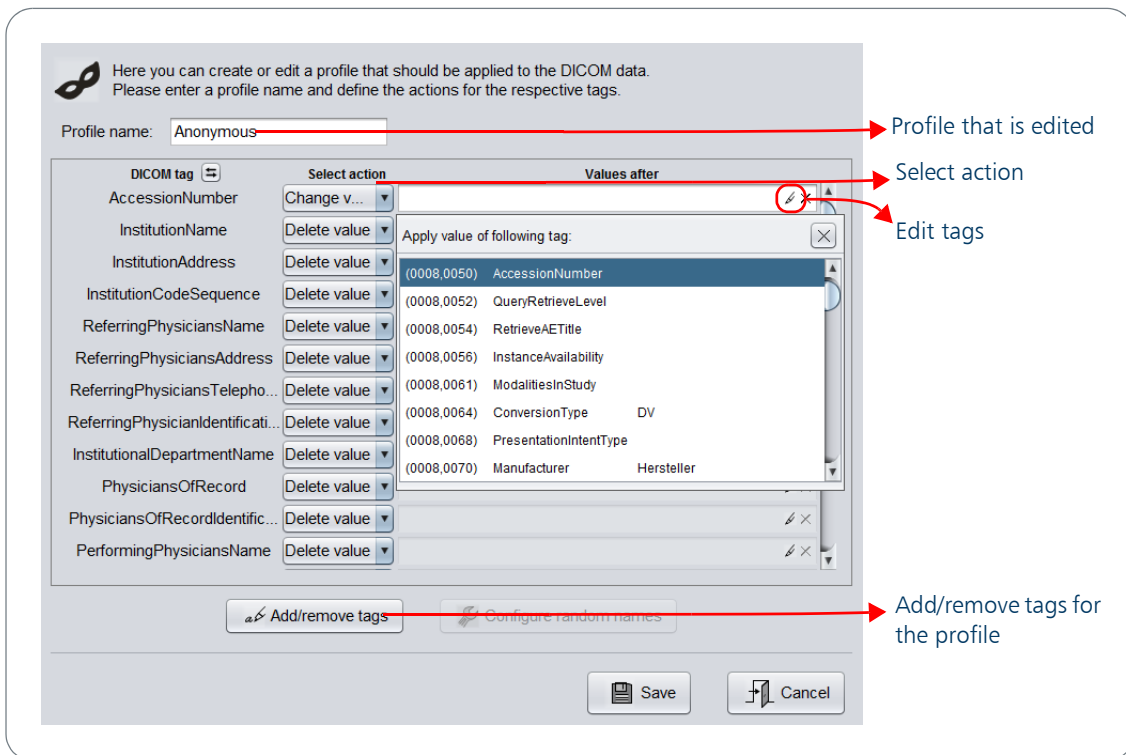 Here you can create or edit a profile that should be applied to the DICOM data.
Please enter a profile name and define the actions for the respective tags.
Profile name: Anonymous
Profile that is edited
DICOM tag Select action Values after
Select action
AccessionNumber Change v...
Edit tags
InstitutionName Delete value
Apply value of following tag:
InstitutionAddress Delete value
(0008,0050) AccessionNumber
InstitutionCodeSequence Delete value
(0008,0052) QueryRetrieveLevel
ReferringPhysiciansName Delete value
(0008,0054) RetrieveAETitle
ReferringPhysiciansAddress Delete value
(0008,0056) InstanceAvailability
ReferringPhysiciansTelepho... Delete value
(0008,0061) ModalitiesInStudy
ReferringPhysicianIdentificati... Delete value
(0008,0064) ConversionType DV
InstitutionalDepartmentName Delete value
(0008,0068) PresentationIntentType
(0008,0070) Manufacturer Hersteller
PhysiciansOfRecord Delete value
PhysiciansOfRecordIdentific... Delete value
PerformingPhysiciansName Delete value
Add/remove tags
Configure random names
Add/remove tags for
the profile
Save
Cancel